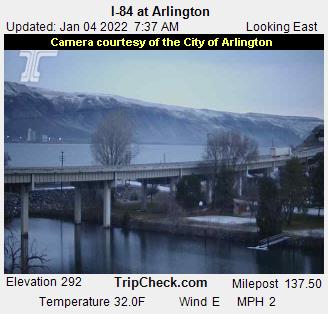 I-84 at Arlington
Updated: Jan 04 2022 7:37 AM Looking East
Camera courtesy of the City of Arlington
Elevation 292 TripCheck.com Milepost 137.50
Temperature 32.0F Wind E MPH 2